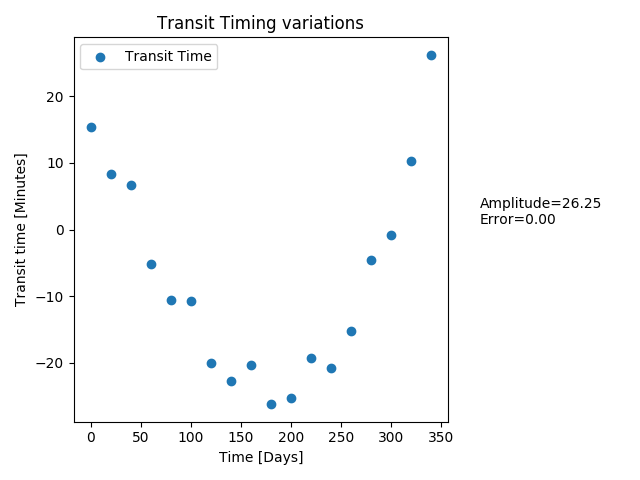 Transit Timing variations
Transit Time
Transit time [Minutes]
20
10
0
−10
−20
0
50
100
150
200
250
300
350
Time [Days]
Amplitude=26.25
Error=0.00